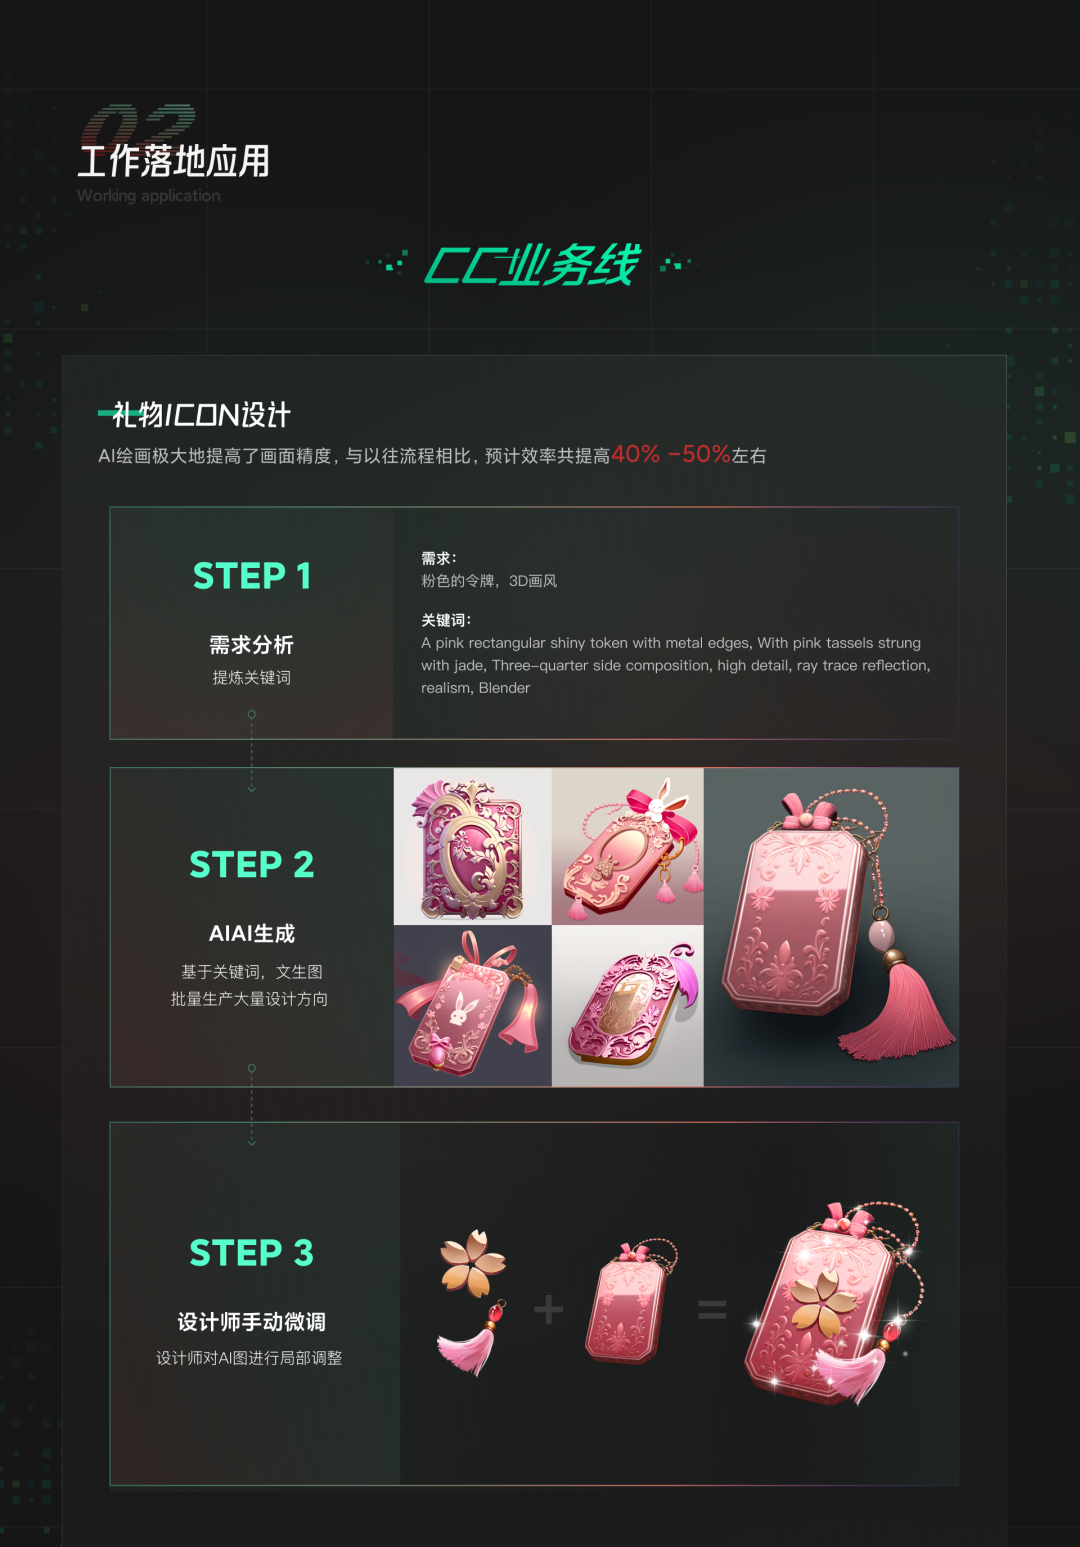 02
工作落地应用
Working application
CC业务线
礼物ICON设计
AI绘画极大地提高了画面精度，与以往流程相比，预计效率共提高40% -50%左右
STEP 1
需求分析
提炼关键词
需求：
粉色的令牌，3D画风
关键词：
A pink rectangular shiny token with metal edges, With pink tassels strung
with jade, Three-quarter side composition, high detail, ray trace reflection,
realism, Blender
STEP 2
AIAI生成
基于关键词，文生图
批量生产大量设计方向
STEP 3
设计师手动微调
设计师对AI图进行局部调整
+
=